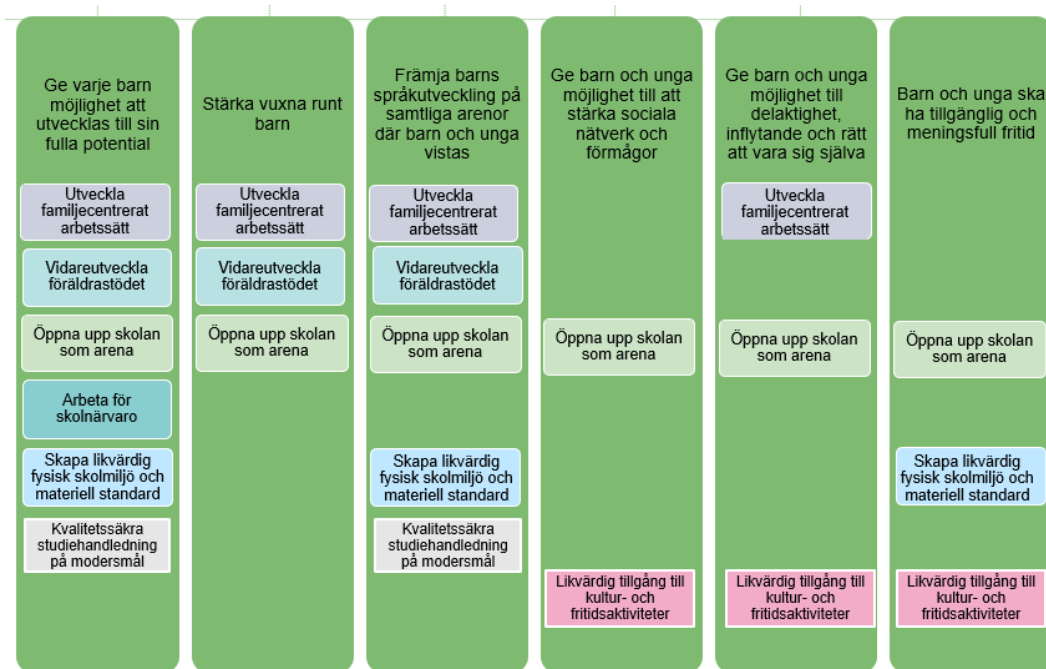 Ge varje barn
möjlighet att
utvecklas till sin
fulla potential
Utveckla
familjecentrerat
arbetssätt
Vidareutveckla
föräldrastödet
Öppna upp skolan
som arena
Arbeta för
skolnärvaro
Skapa likvärdig
fysisk skolmiljö och
materiell standard
Kvalitetssäkra
studiehandledning
på modersmål
Stärka vuxna runt
barn
Utveckla
familjecentrerat
arbetssätt
Vidareutveckla
föräldrastödet
Öppna upp skolan
som arena
Främja barns
språkutveckling på
samtliga arenor
där barn och unga
vistas
Utveckla
familjecentrerat
arbetssätt
Vidareutveckla
föräldrastödet
Öppna upp skolan
som arena
Skapa likvärdig
fysisk skolmiljö och
materiell standard
Kvalitetssäkra
studiehandledning
på modersmål
Ge barn och unga
möjlighet till att
stärka sociala
nätverk och
förmågor
Öppna upp skolan
som arena
Likvärdig tillgång till
kultur- och
fritidsaktiviteter
Ge barn och unga
möjlighet till
delaktighet,
inflytande och rätt
att vara sig själva
Utveckla
familjecentrerat
arbetssätt
Öppna upp skolan
som arena
Likvärdig tillgång till
kultur- och
fritidsaktiviteter
Barn och unga ska
ha tillgänglig och
meningsfull fritid
Öppna upp skolan
som arena
Skapa likvärdig
fysisk skolmiljö och
materiell standard
Likvärdig tillgång till
kultur- och
fritidsaktiviteter